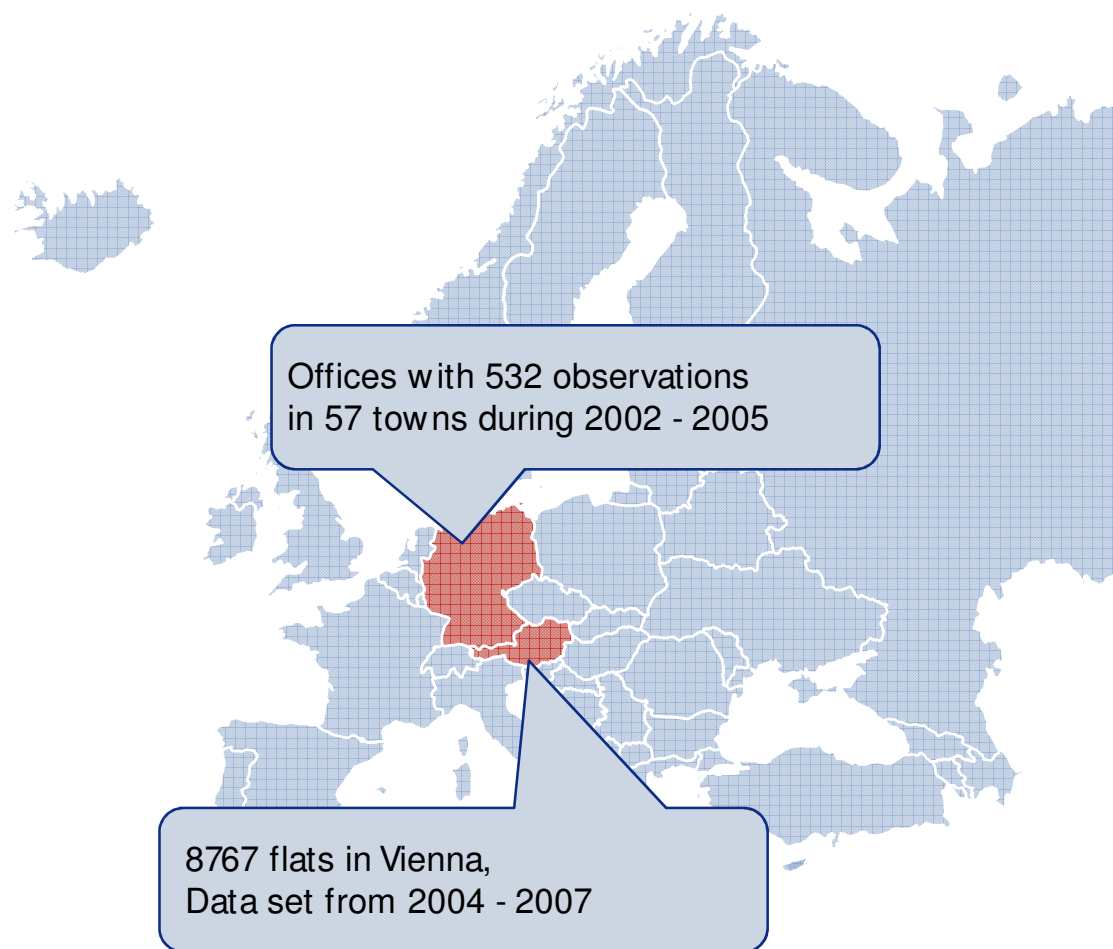 Offices with 532 observations
in 57 towns during 2002 - 2005
8767 flats in Vienna,
Data set from 2004 - 2007